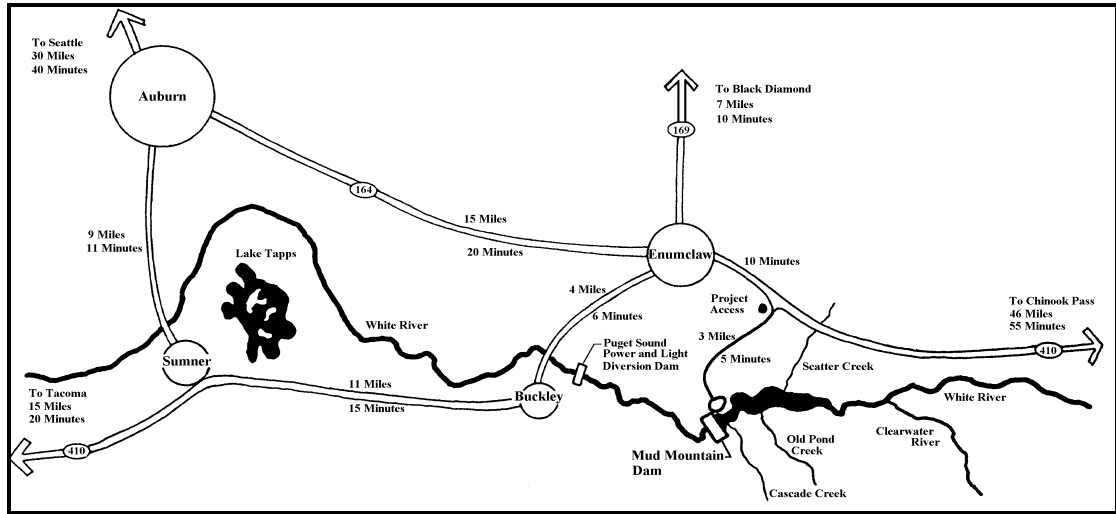 To Seattle
30 Miles
40 Minutes
Auburn
To Black Diamond
7 Miles
10 Minutes
169
164
15 Miles
20 Minutes
9 Miles
11 Minutes
Lake Tapps
Enumclaw
10 Minutes
4 Miles
6 Minutes
Project
Access
To Chinook Pass
46 Miles
55 Minutes
410
White River
3 Miles
5 Minutes
Puget Sound
Power and Light
Diversion Dam
Scatter Creek
Sumner
11 Miles
15 Minutes
Buckley
To Tacoma
15 Miles
20 Minutes
410
White River
Clearwater
River
Old Pond
Creek
Mud Mountain
Dam
Cascade Creek